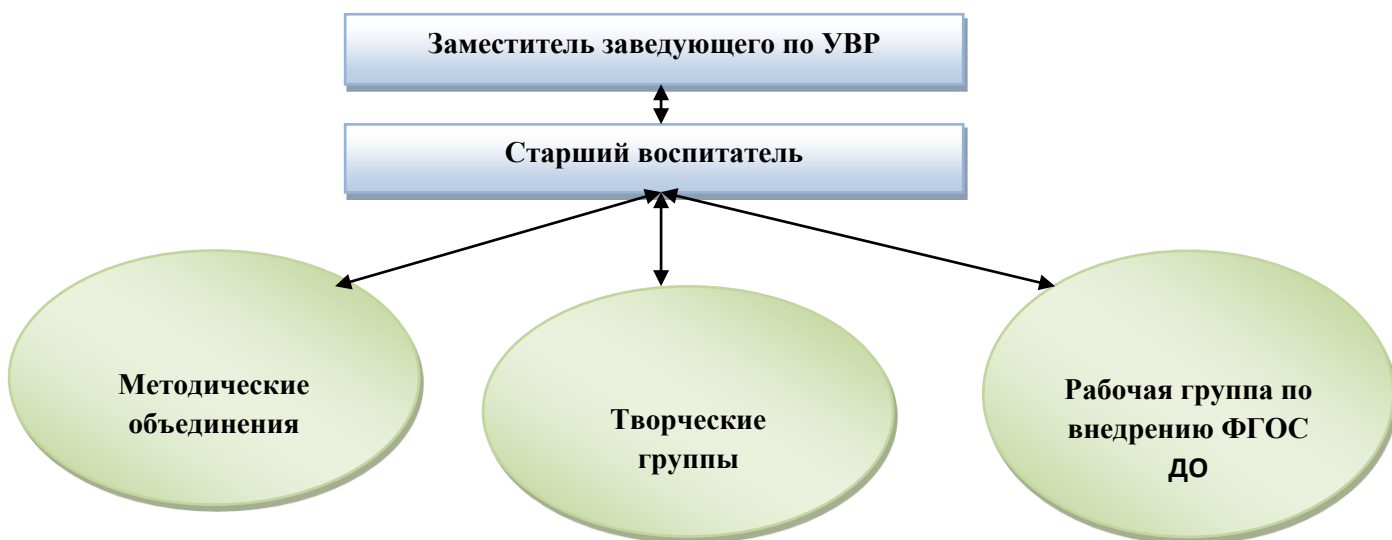 Заместитель заведующего по УВР
Старший воспитатель
Методические
объединения
Творческие
группы
Рабочая группа по
внедрению ФГОС
ДО